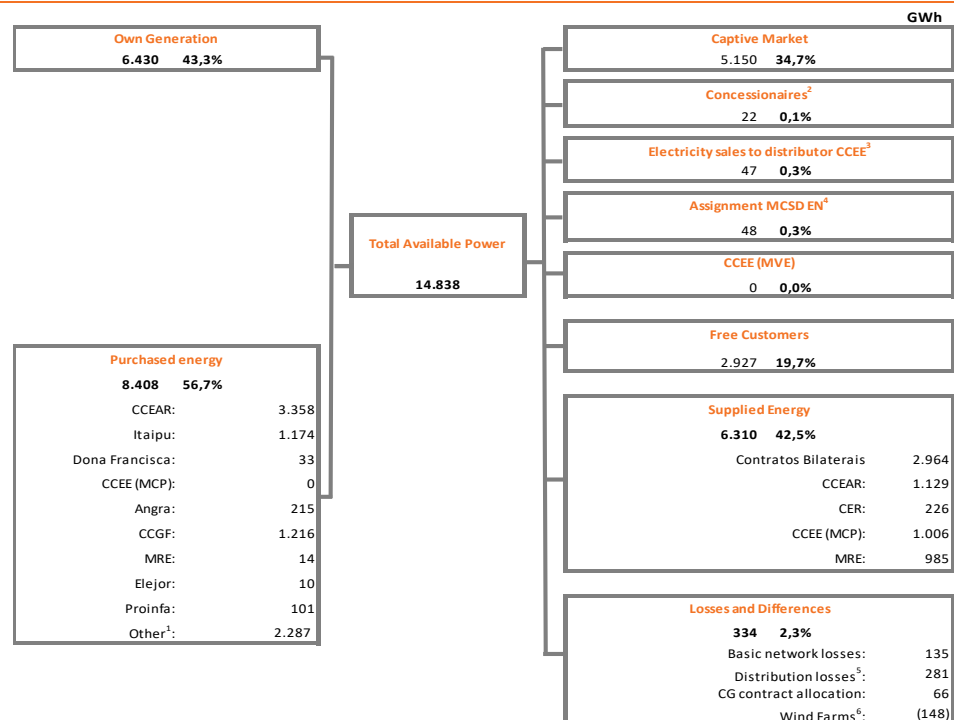 GWh
Own Generation
6.430 43,3%
Purchased energy
8.408 56,7%
CCEAR: 3.358
Itaipu: 1.174
Dona Francisca: 33
CCEE (MCP): 0
Angra: 215
CCGF: 1.216
MRE: 14
Elejor: 10
Proinfa: 101
Other¹: 2.287
Total Available Power
14.838
Captive Market
5.150 34,7%
Concessionaires²
22 0,1%
Electricity sales to distributor CCEE³
47 0,3%
Assignment MCSD EN⁴
48 0,3%
CCEE (MVE)
0 0,0%
Free Customers
2.927 19,7%
Supplied Energy
6.310 42,5%
Contratos Bilaterais 2.964
CCEAR: 1.129
CER: 226
CCEE (MCP): 1.006
MRE: 985
Losses and Differences
334 2,3%
Basic network losses: 135
Distribution losses⁵: 281
CG contract allocation: 66
Wind Farms⁶: (148)